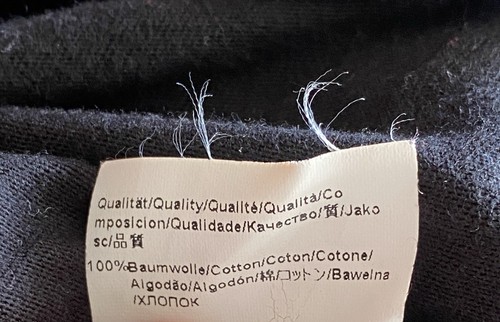 Qualität/Quality/Qualité/Qualità/Co
mposicion/Qualidade/Качество/質/Jako
sc/品質
100%Baumwolle/Cotton/Coton/Cotone/
Algodão/Algodón/棉/コットン/Bawełna
/ХЛОПОК